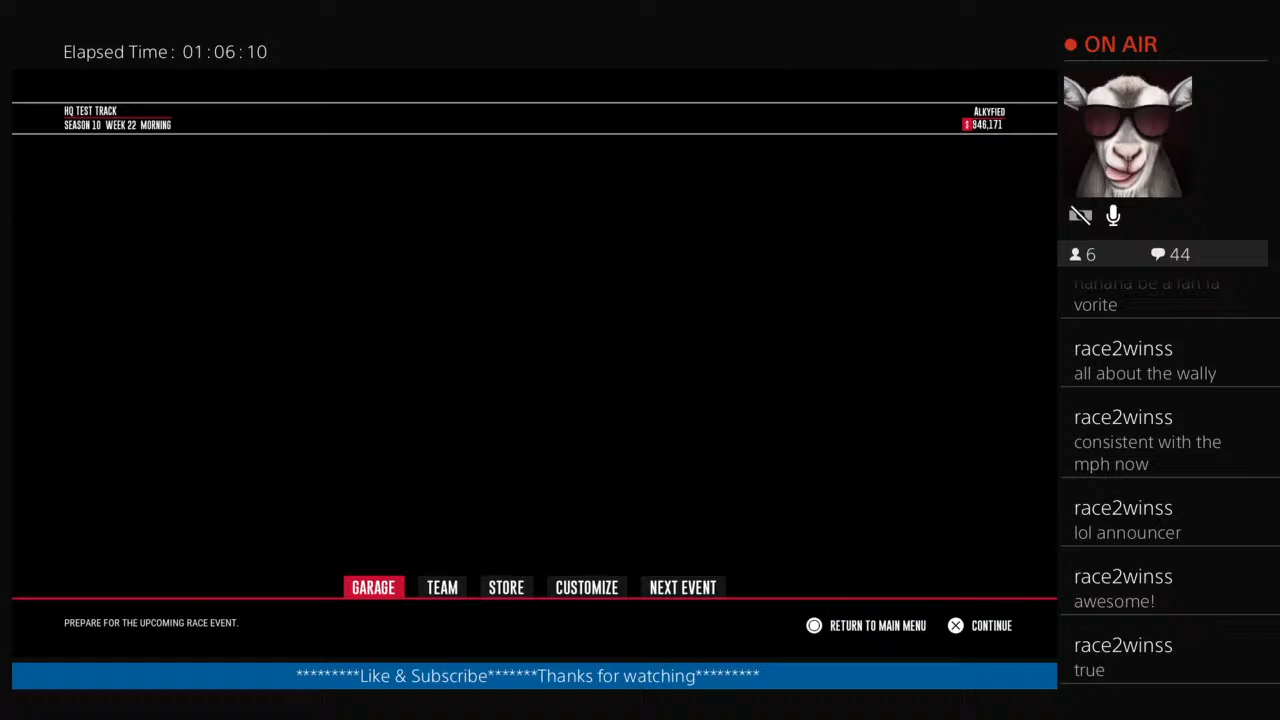 Elapsed Time: 01:06:10
ON AIR
HQ TEST TRACK
SEASON 10 WEEK 22 MORNING
ALKYFIED
$ 946,171
6 44
vorite
race2winss
all about the wally
race2winss
consistent with the
mph now
race2winss
lol announcer
race2winss
awesome!
race2winss
true
GARAGE TEAM STORE CUSTOMIZE NEXT EVENT
PREPARE FOR THE UPCOMING RACE EVENT.
RETURN TO MAIN MENU CONTINUE
*********Like & Subscribe*******Thanks for watching*********